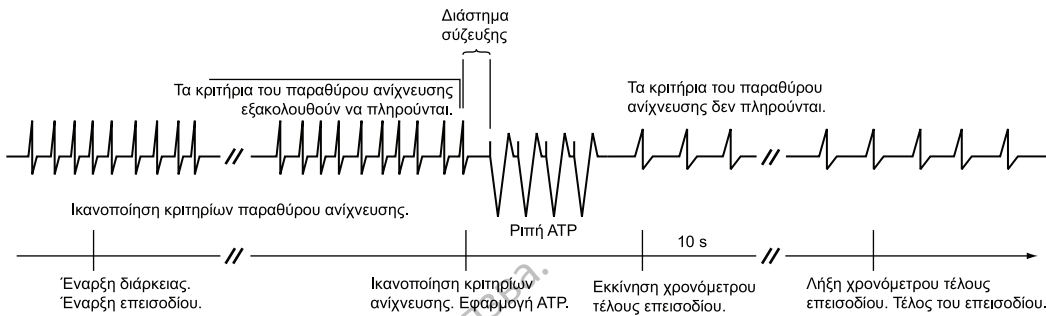 Διάστημα
σύζευξης
Τα κριτήρια του παραθύρου ανίχνευσης
εξακολουθούν να πληρούνται.
Τα κριτήρια του παραθύρου
ανίχνευσης δεν πληρούνται.
Ικανοποίηση κριτηρίων παραθύρου ανίχνευσης.
Ριπή ATP
10 s
Έναρξη διάρκειας.
Έναρξη επεισοδίου.
Ικανοποίηση κριτηρίων
ανίχνευσης. Εφαρμογή ATP.
Εκκίνηση χρονόμετρου
τέλους επεισοδίου.
Λήξη χρονόμετρου τέλους
επεισοδίου. Τέλος του επεισοδίου.